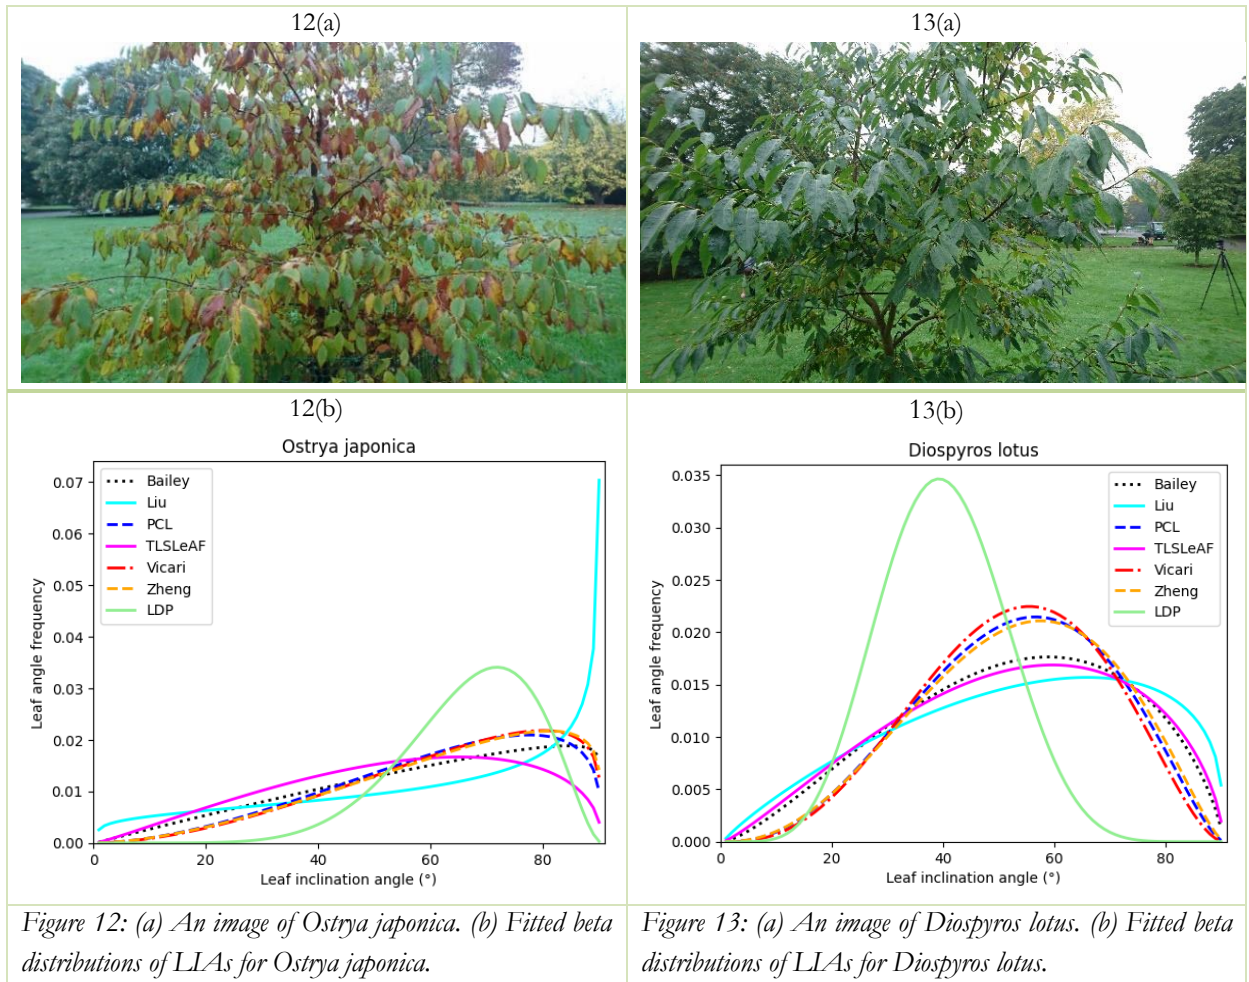 12(a)
13(a)
12(b)
Ostrya japonica
0.07
0.06
0.05
0.04
0.03
0.02
0.01
0.00
0
20
40
60
80
Leaf angle frequency
Leaf inclination angle (°)
Bailey
Liu
PCL
TLSLeAF
Vicari
Zheng
LDP
13(b)
Diospyros lotus
0.035
0.030
0.025
0.020
0.015
0.010
0.005
0.000
0
20
40
60
80
Leaf angle frequency
Leaf inclination angle (°)
Bailey
Liu
PCL
TLSLeAF
Vicari
Zheng
LDP
Figure 12: (a) An image of Ostrya japonica. (b) Fitted beta
distributions of LIAs for Ostrya japonica.
Figure 13: (a) An image of Diospyros lotus. (b) Fitted beta
distributions of LIAs for Diospyros lotus.